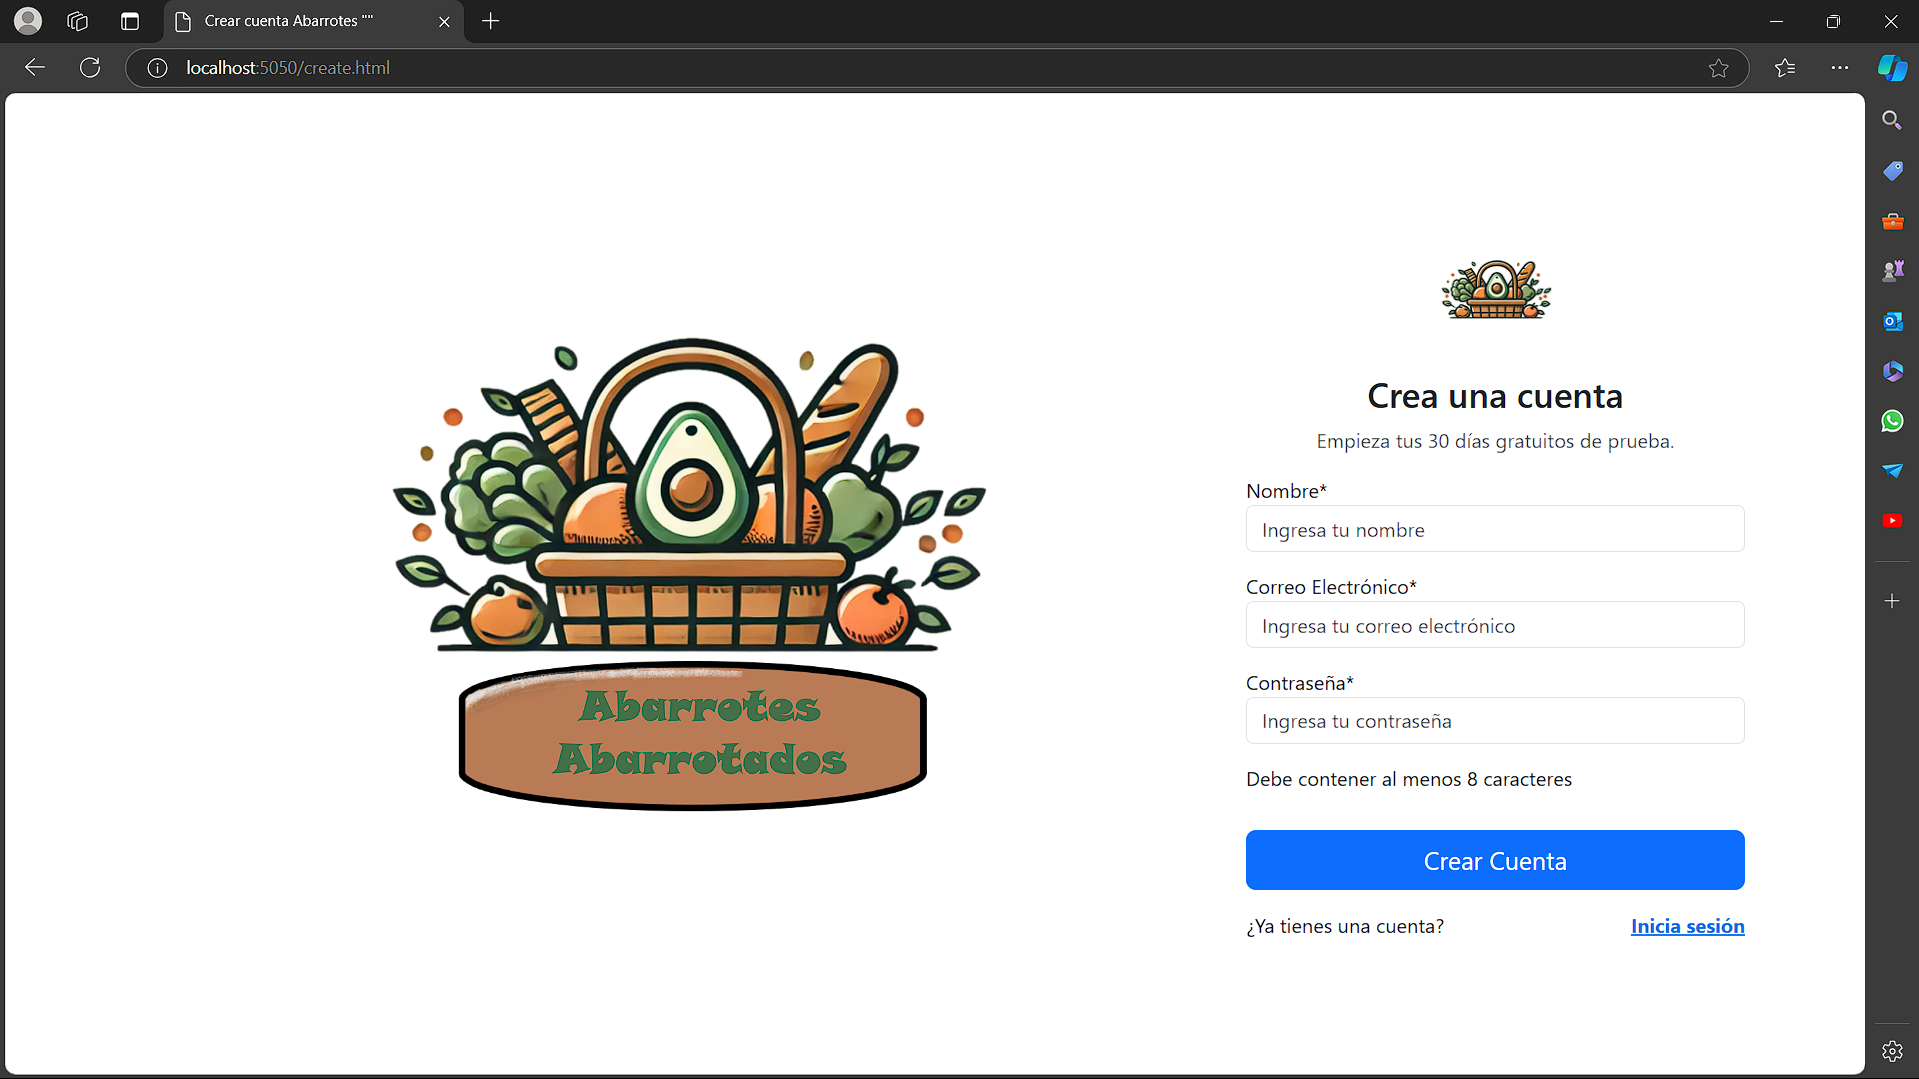 Crear cuenta Abarrotes ""
localhost:5050/create.html
Abarrotes
Abarrotados
Crea una cuenta
Empieza tus 30 días gratuitos de prueba.
Nombre*
Ingresa tu nombre
Correo Electrónico*
Ingresa tu correo electrónico
Contraseña*
Ingresa tu contraseña
Debe contener al menos 8 caracteres
Crear Cuenta
¿Ya tienes una cuenta? Inicia sesión